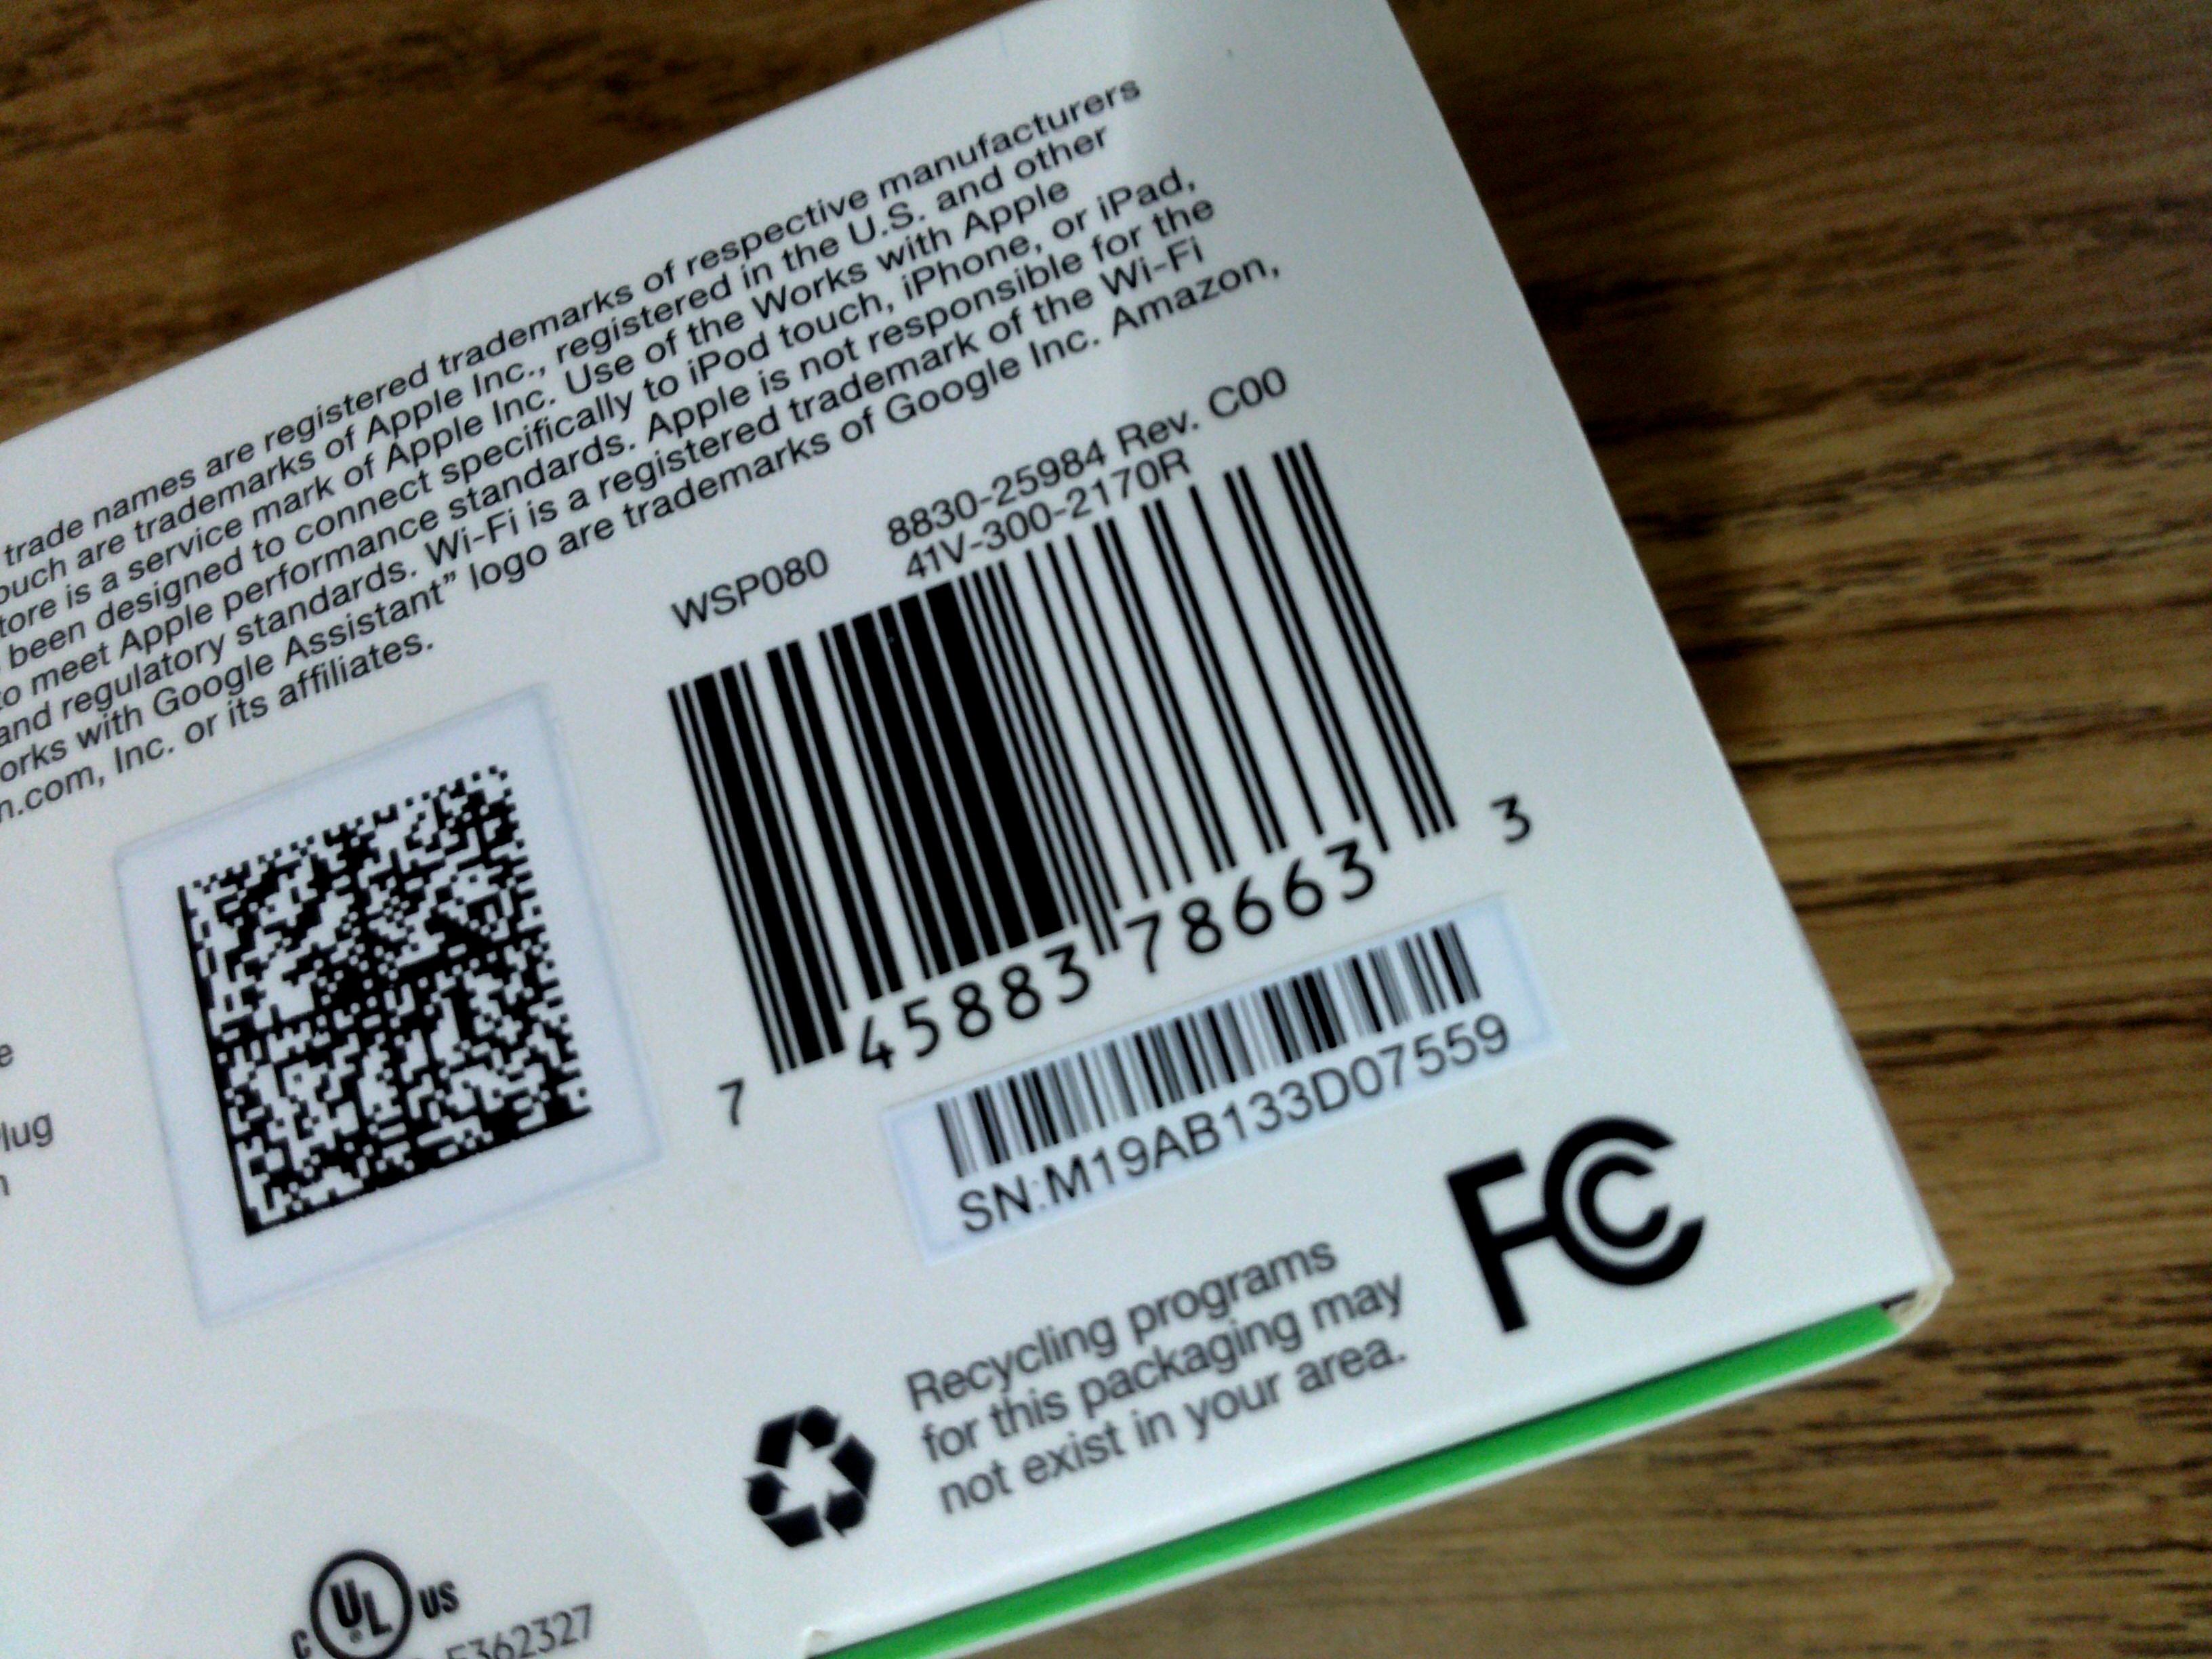 trade names are registered trademarks of respective manufacturers
ouch are trademarks of Apple Inc., registered in the U.S. and other
tore is a service mark of Apple Inc. Use of the Works with Apple
been designed to connect specifically to iPod touch, iPhone, or iPad,
to meet Apple performance standards. Apple is not responsible for the
and regulatory standards. Wi-Fi is a registered trademark of the Wi-Fi
orks with Google Assistant” logo are trademarks of Google Inc. Amazon,
n.com, Inc. or its affiliates.
WSP080
8830-25984 Rev. C00
41V-300-2170R
7 45883 78663 3
SN:M19AB133D07559
e
lug
FCC
Recycling programs
for this packaging may
not exist in your area.
C UL US
E362327